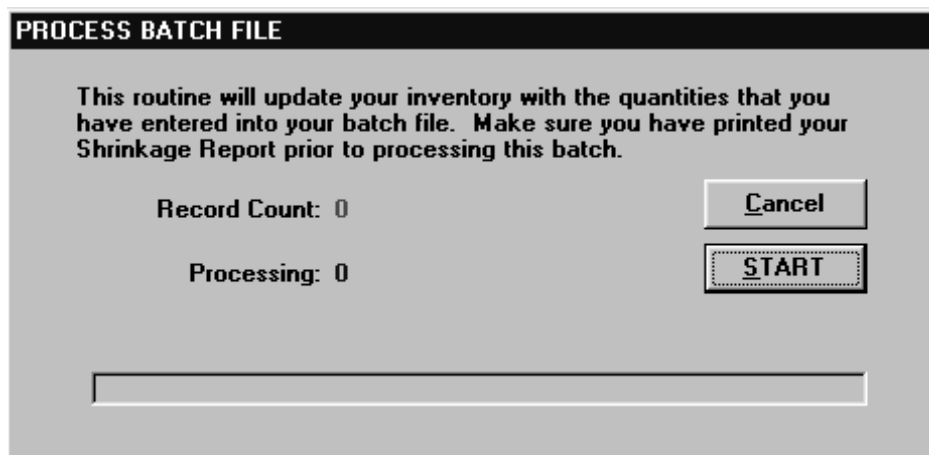 PROCESS BATCH FILE
This routine will update your inventory with the quantities that you
have entered into your batch file.  Make sure you have printed your
Shrinkage Report prior to processing this batch.
Record Count: 0
Cancel
Processing: 0
START